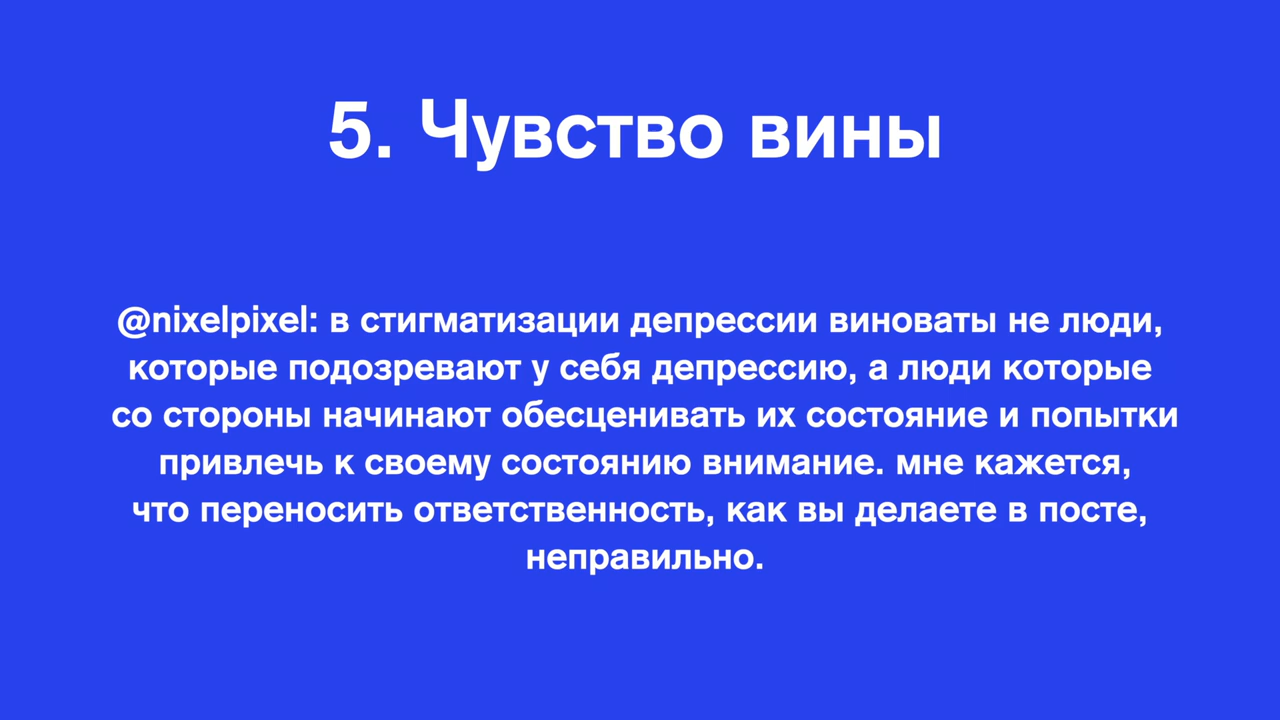 5. Чувство вины
@nixelpixel: в стигматизации депрессии виноваты не люди,
которые подозревают у себя депрессию, а люди которые
со стороны начинают обесценивать их состояние и попытки
привлечь к своему состоянию внимание. мне кажется,
что переносить ответственность, как вы делаете в посте,
неправильно.